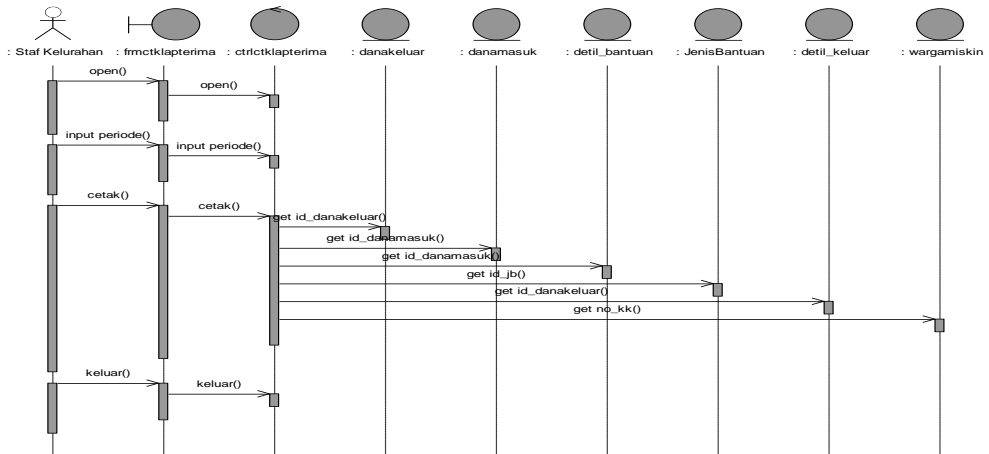 : Staf Kelurahan : frmctklapterima : ctrlctklapterima : danakeluar : danamasuk : detil_bantuan : JenisBantuan : detil_keluar : wargamiskin
open()
open()
input periode()
input periode()
cetak()
cetak()
get id_danakeluar()
get id_danamasuk()
get id_danamasuk()
get id_jb()
get id_danakeluar()
get no_kk()
keluar()
keluar()